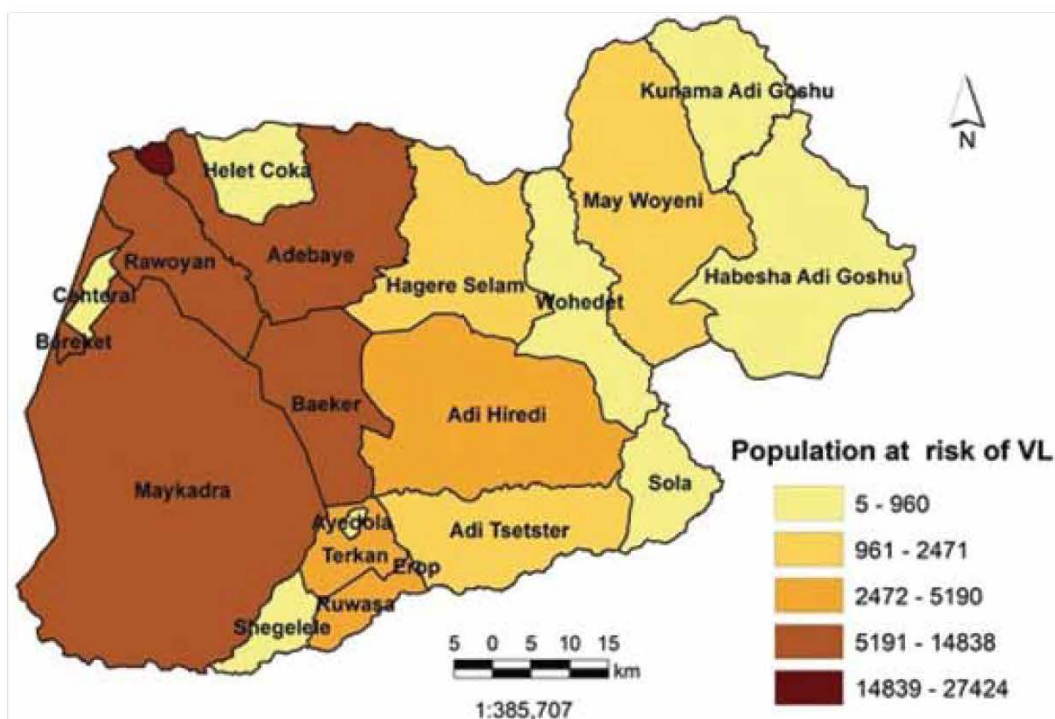 Kunama Adi Goshu
N
Helet Coka
May Woyeni
Adebaye
Rawoyan
Habesha Adi Goshu
Hagere Selam
Centeral
Wohedet
Bereket
Baeker
Adi Hiredi
Population at risk of VL
Maykadra
Sola
5 - 960
Ayedola
Adi Tsetster
961 - 2471
Terkan
Erop
2472 - 5190
Ruwasa
Shegelele
5191 - 14838
5 0 5 10 15
km
14839 - 27424
1:385,707